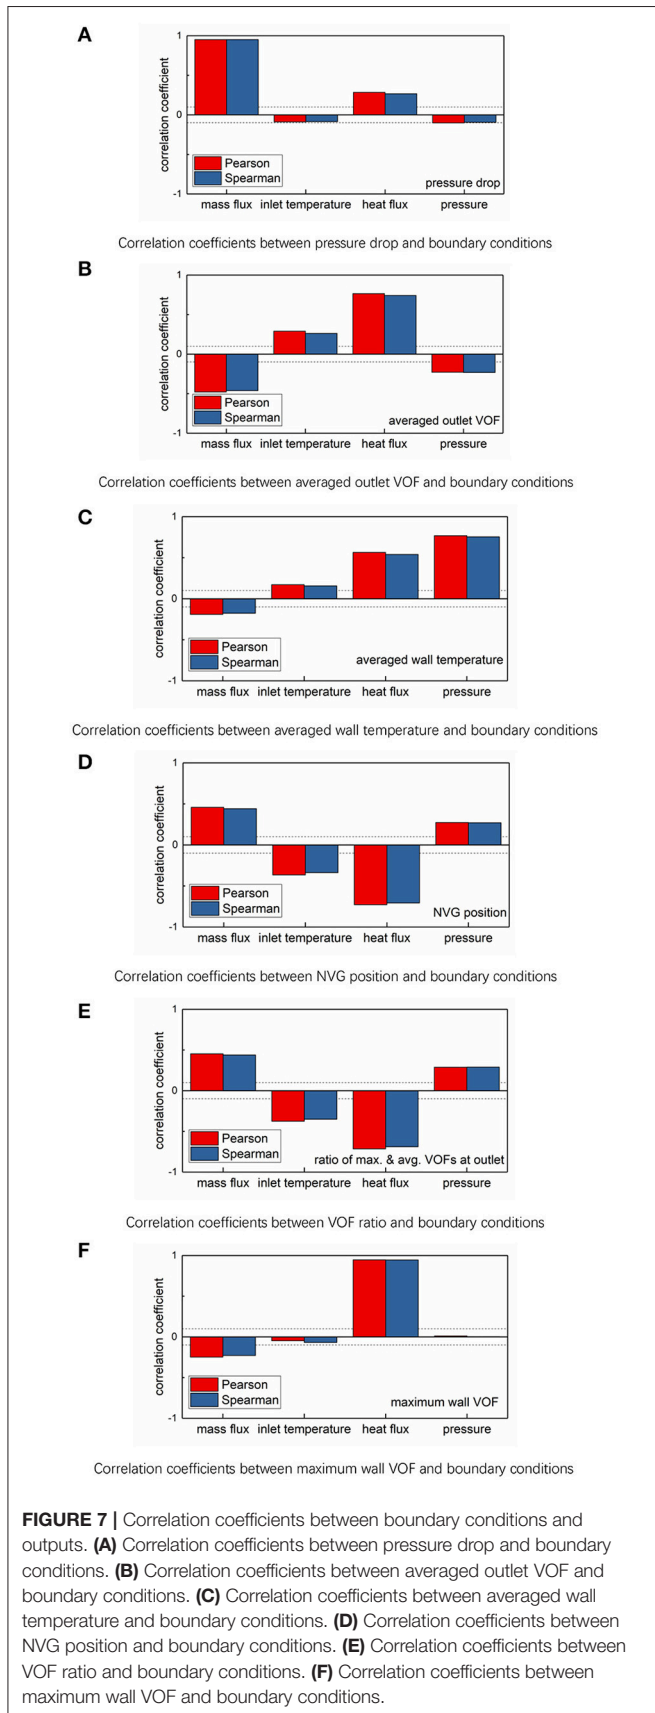 A
1
correlation coefficient
0
Pearson
Spearman
pressure drop
-1
mass flux inlet temperature heat flux pressure
Correlation coefficients between pressure drop and boundary conditions
B
1
correlation coefficient
0
Pearson
Spearman
averaged outlet VOF
-1
mass flux inlet temperature heat flux pressure
Correlation coefficients between averaged outlet VOF and boundary conditions
C
1
correlation coefficient
0
Pearson
Spearman
averaged wall temperature
-1
mass flux inlet temperature heat flux pressure
Correlation coefficients between averaged wall temperature and boundary conditions
D
1
correlation coefficient
0
Pearson
Spearman
NVG position
-1
mass flux inlet temperature heat flux pressure
Correlation coefficients between NVG position and boundary conditions
E
1
correlation coefficient
0
Pearson
Spearman
ratio of max. & avg. VOFs at outlet
-1
mass flux inlet temperature heat flux pressure
Correlation coefficients between VOF ratio and boundary conditions
F
1
correlation coefficient
0
Pearson
Spearman
maximum wall VOF
-1
mass flux inlet temperature heat flux pressure
Correlation coefficients between maximum wall VOF and boundary conditions
FIGURE 7 | Correlation coefficients between boundary conditions and
outputs. (A) Correlation coefficients between pressure drop and boundary
conditions. (B) Correlation coefficients between averaged outlet VOF and
boundary conditions. (C) Correlation coefficients between averaged wall
temperature and boundary conditions. (D) Correlation coefficients between
NVG position and boundary conditions. (E) Correlation coefficients between
VOF ratio and boundary conditions. (F) Correlation coefficients between
maximum wall VOF and boundary conditions.